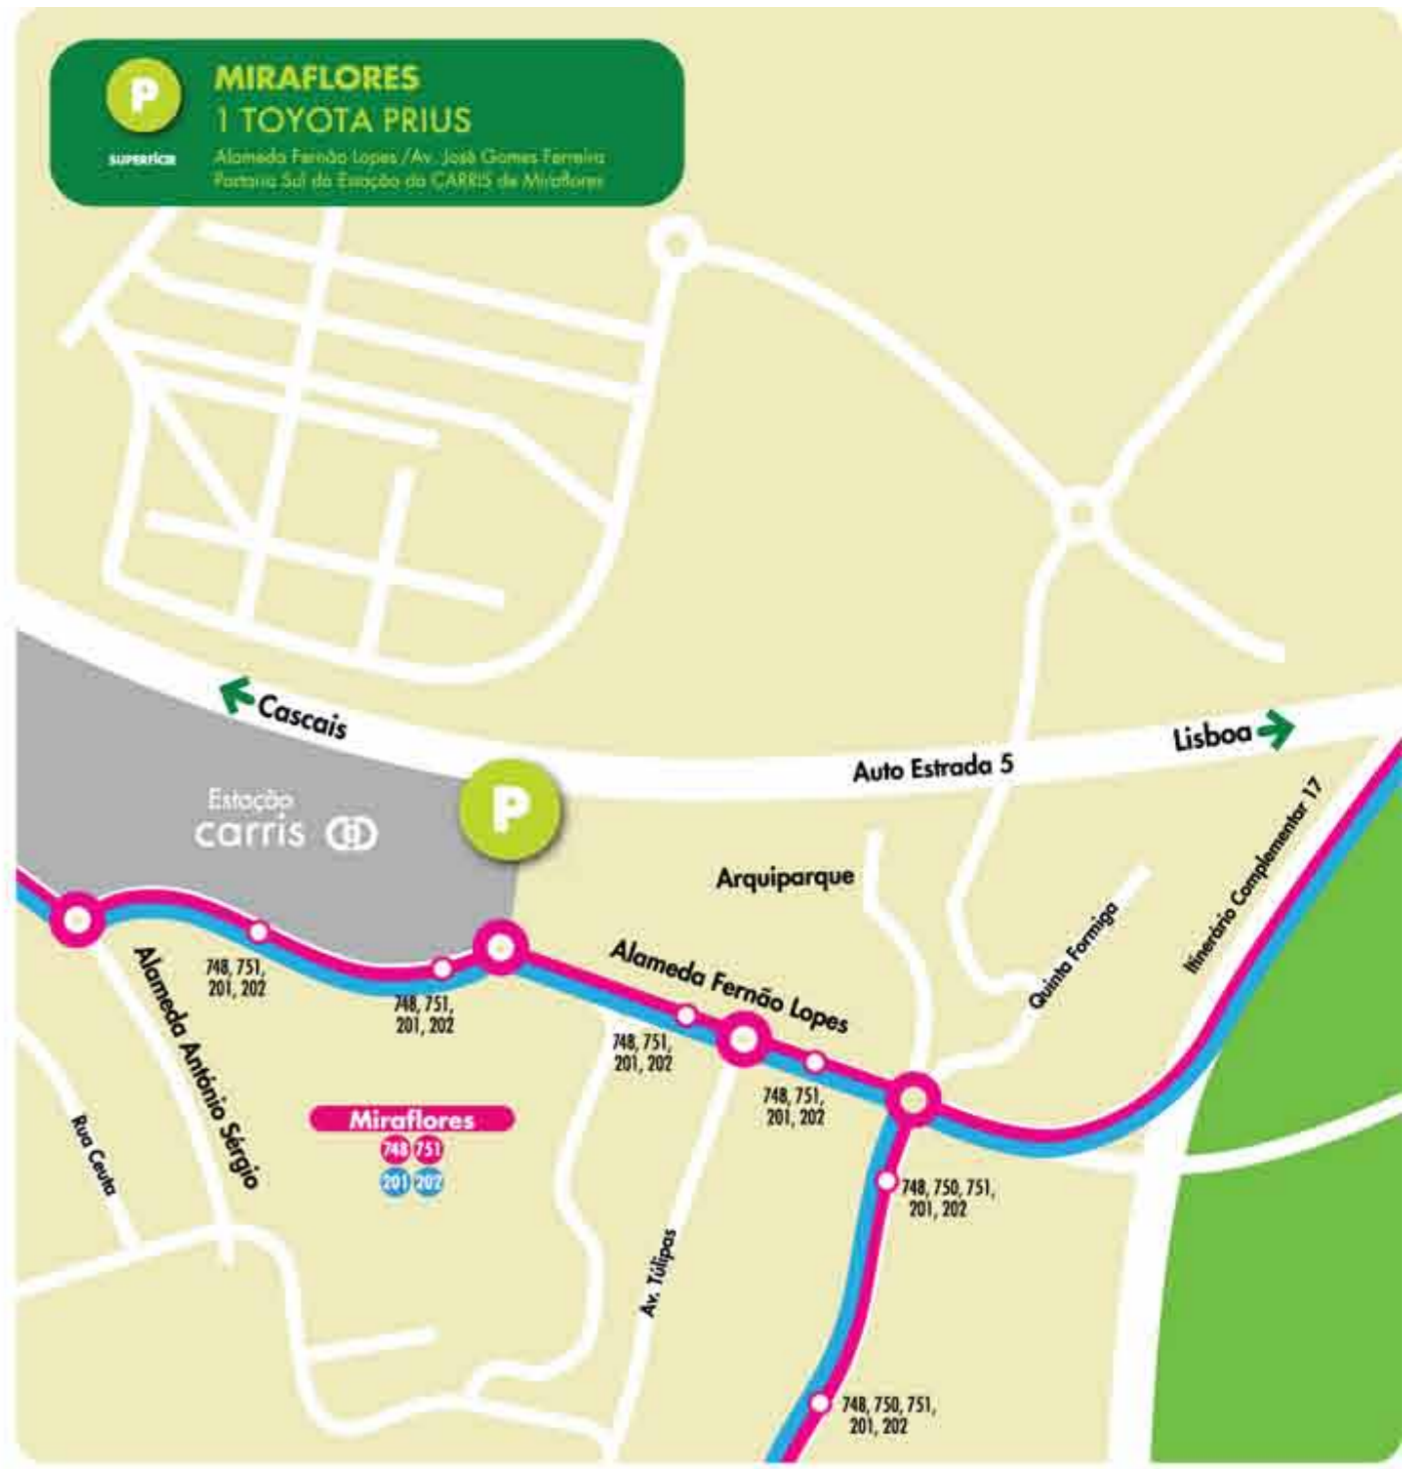 P
MIRAFLORES
1 TOYOTA PRIUS
SUPERFÍCIE
Alameda Fernão Lopes /Av. José Gomes Ferreira
Portaria Sul da Estação da CARRIS de Miraflores
Cascais
Lisboa
Auto Estrada 5
P
Estação
carris
Arquiparque
Itinerário Complementar 17
Quinta Formiga
Alameda Fernão Lopes
Alameda António Sérgio
748, 751,
201, 202
748, 751,
201, 202
748, 751,
201, 202
748, 751,
201, 202
Rua Ceuta
Miraflores
748 751
201 202
748, 750, 751,
201, 202
Av. Túlipas
748, 750, 751,
201, 202